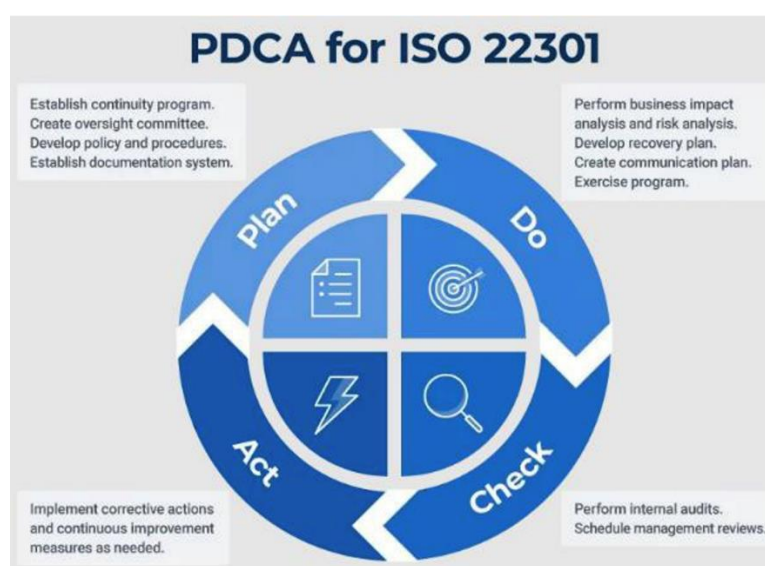 PDCA for ISO 22301
Establish continuity program.
Create oversight committee.
Develop policy and procedures.
Establish documentation system.
Perform business impact
analysis and risk analysis.
Develop recovery plan.
Create communication plan.
Exercise program.
Plan
Do
Act
Check
Implement corrective actions
and continuous improvement
measures as needed.
Perform internal audits.
Schedule management reviews.